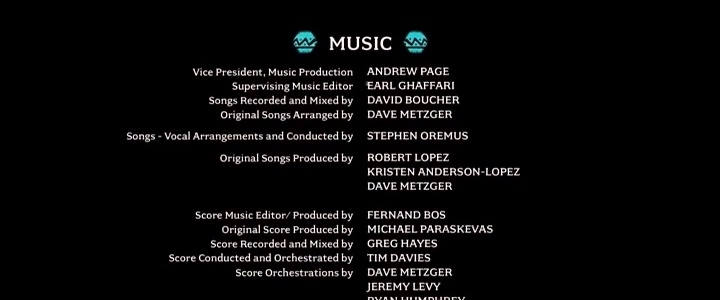 MUSIC
Vice President, Music Production ANDREW PAGE
Supervising Music Editor EARL GHAFFARI
Songs Recorded and Mixed by DAVID BOUCHER
Original Songs Arranged by DAVE METZGER
Songs - Vocal Arrangements and Conducted by STEPHEN OREMUS
Original Songs Produced by ROBERT LOPEZ
KRISTEN ANDERSON-LOPEZ
DAVE METZGER
Score Music Editor/ Produced by FERNAND BOS
Original Score Produced by MICHAEL PARASKEVAS
Score Recorded and Mixed by GREG HAYES
Score Conducted and Orchestrated by TIM DAVIES
Score Orchestrations by DAVE METZGER
JEREMY LEVY
RYAN HUMPHREY